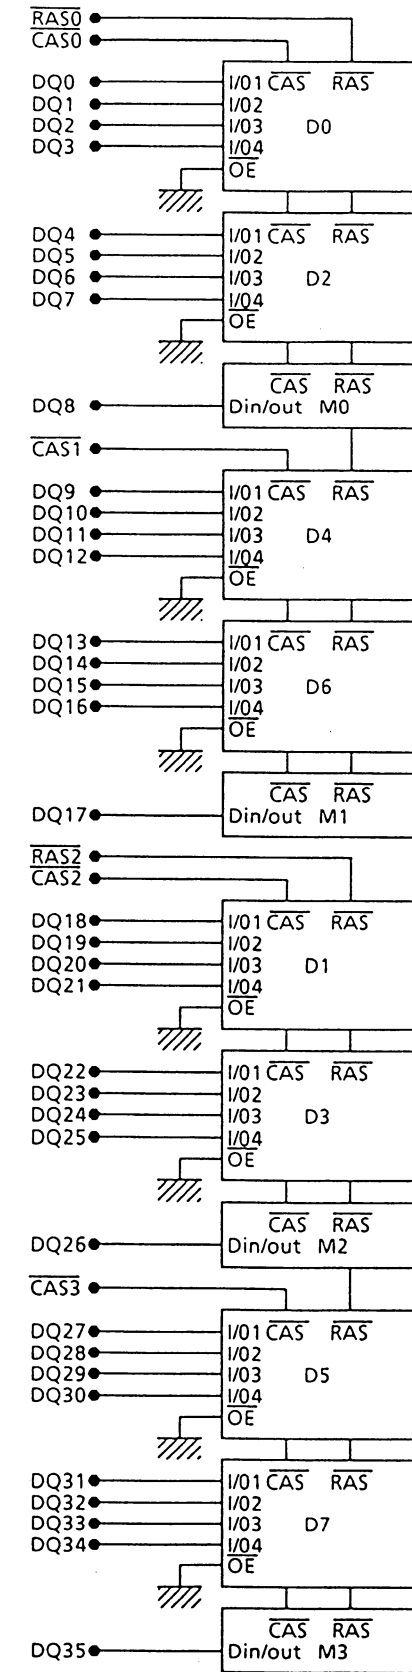 RAS0
CAS0
DQ0 I/01 CAS RAS
DQ1 I/02
DQ2 I/03 D0
DQ3 I/04
OE
DQ4 I/01 CAS RAS
DQ5 I/02
DQ6 I/03 D2
DQ7 I/04
OE
CAS RAS
DQ8 Din/out M0
CAS1
DQ9 I/01 CAS RAS
DQ10 I/02
DQ11 I/03 D4
DQ12 I/04
OE
DQ13 I/01 CAS RAS
DQ14 I/02
DQ15 I/03 D6
DQ16 I/04
OE
CAS RAS
DQ17 Din/out M1
RAS2
CAS2
DQ18 I/01 CAS RAS
DQ19 I/02
DQ20 I/03 D1
DQ21 I/04
OE
DQ22 I/01 CAS RAS
DQ23 I/02
DQ24 I/03 D3
DQ25 I/04
OE
CAS RAS
DQ26 Din/out M2
CAS3
DQ27 I/01 CAS RAS
DQ28 I/02
DQ29 I/03 D5
DQ30 I/04
OE
DQ31 I/01 CAS RAS
DQ32 I/02
DQ33 I/03 D7
DQ34 I/04
OE
CAS RAS
DQ35 Din/out M3